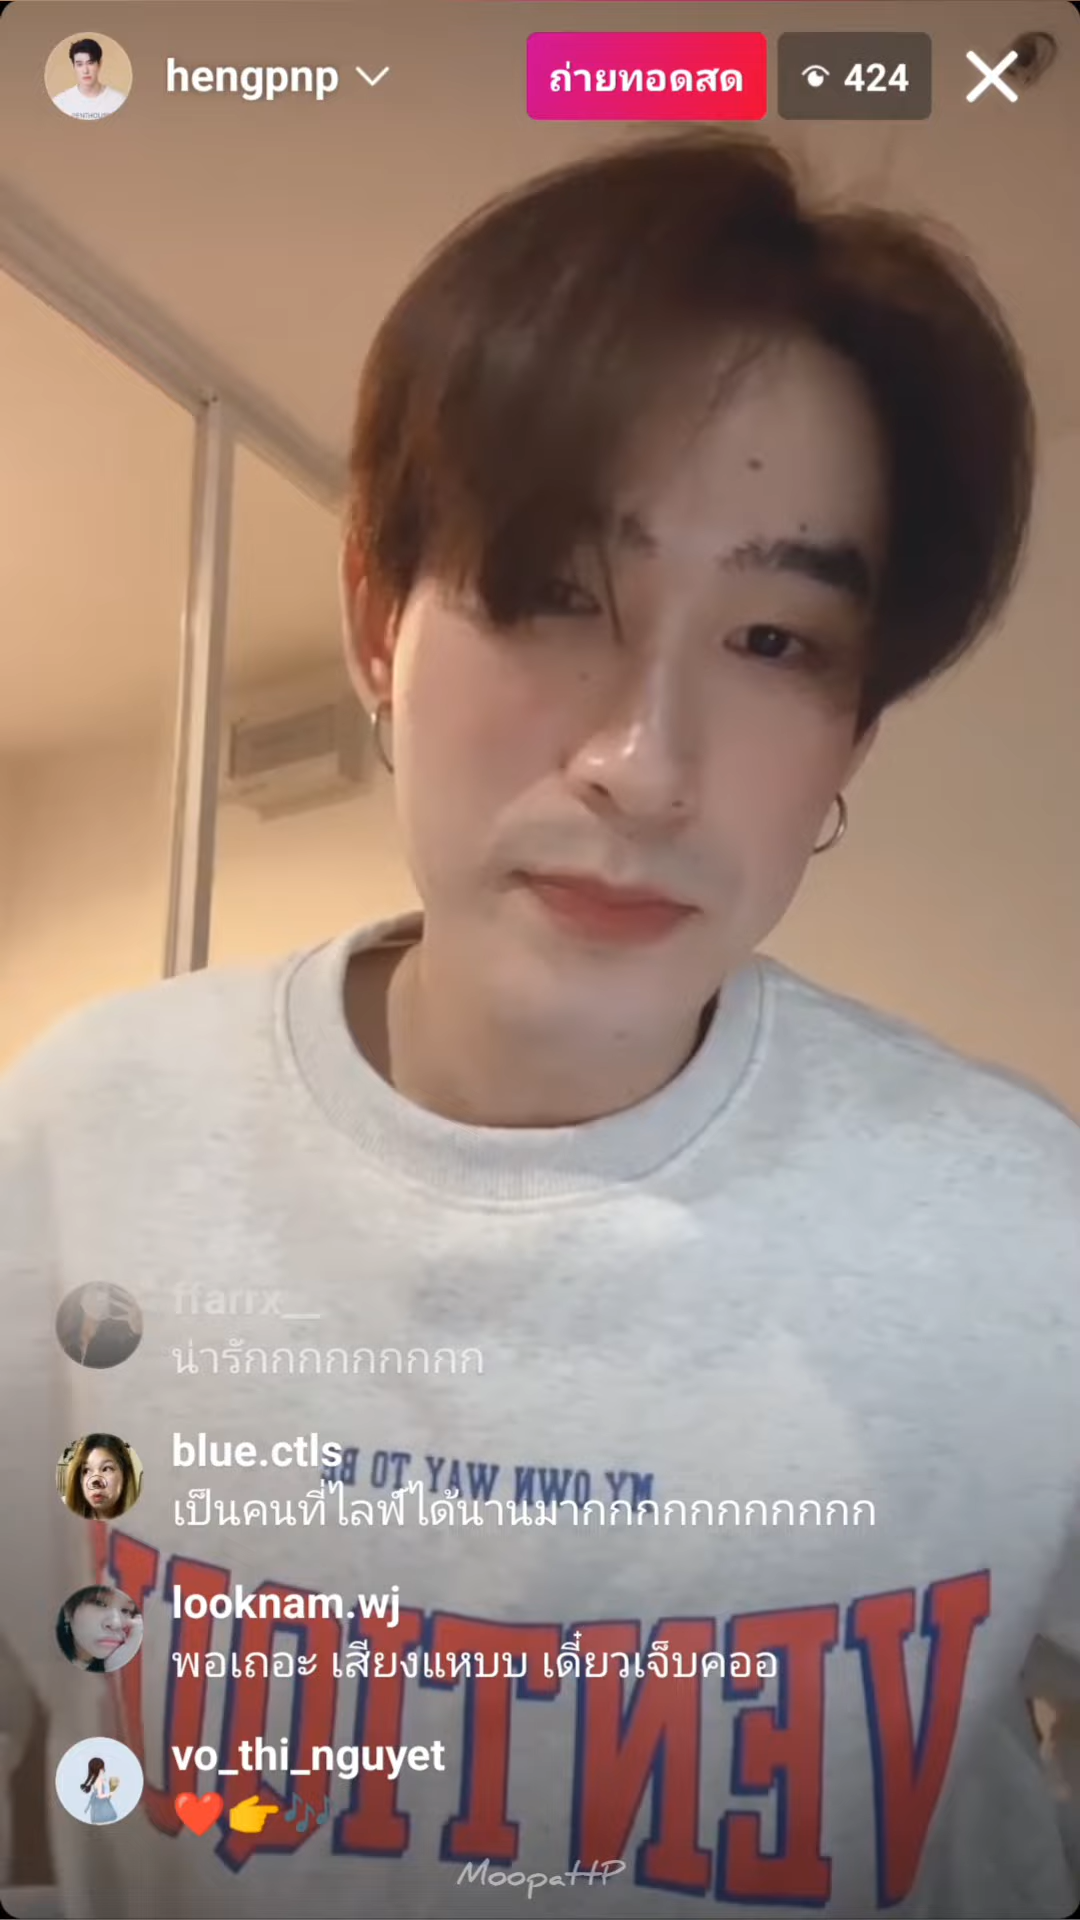 hengpnp
ถ่ายทอดสด
424
ffarrx__
น่ารักกกกกกกกกก
blue.ctls
เป็นคนที่ไลฟ์ได้นานมากกกกกกกกกกก
MY OWN WAY TO BE
looknam.wj
พอเถอะ เสียงแหบบ เดี๋ยวเจ็บคออ
vo_thi_nguyet
❤️👉🎶
MoopaHP